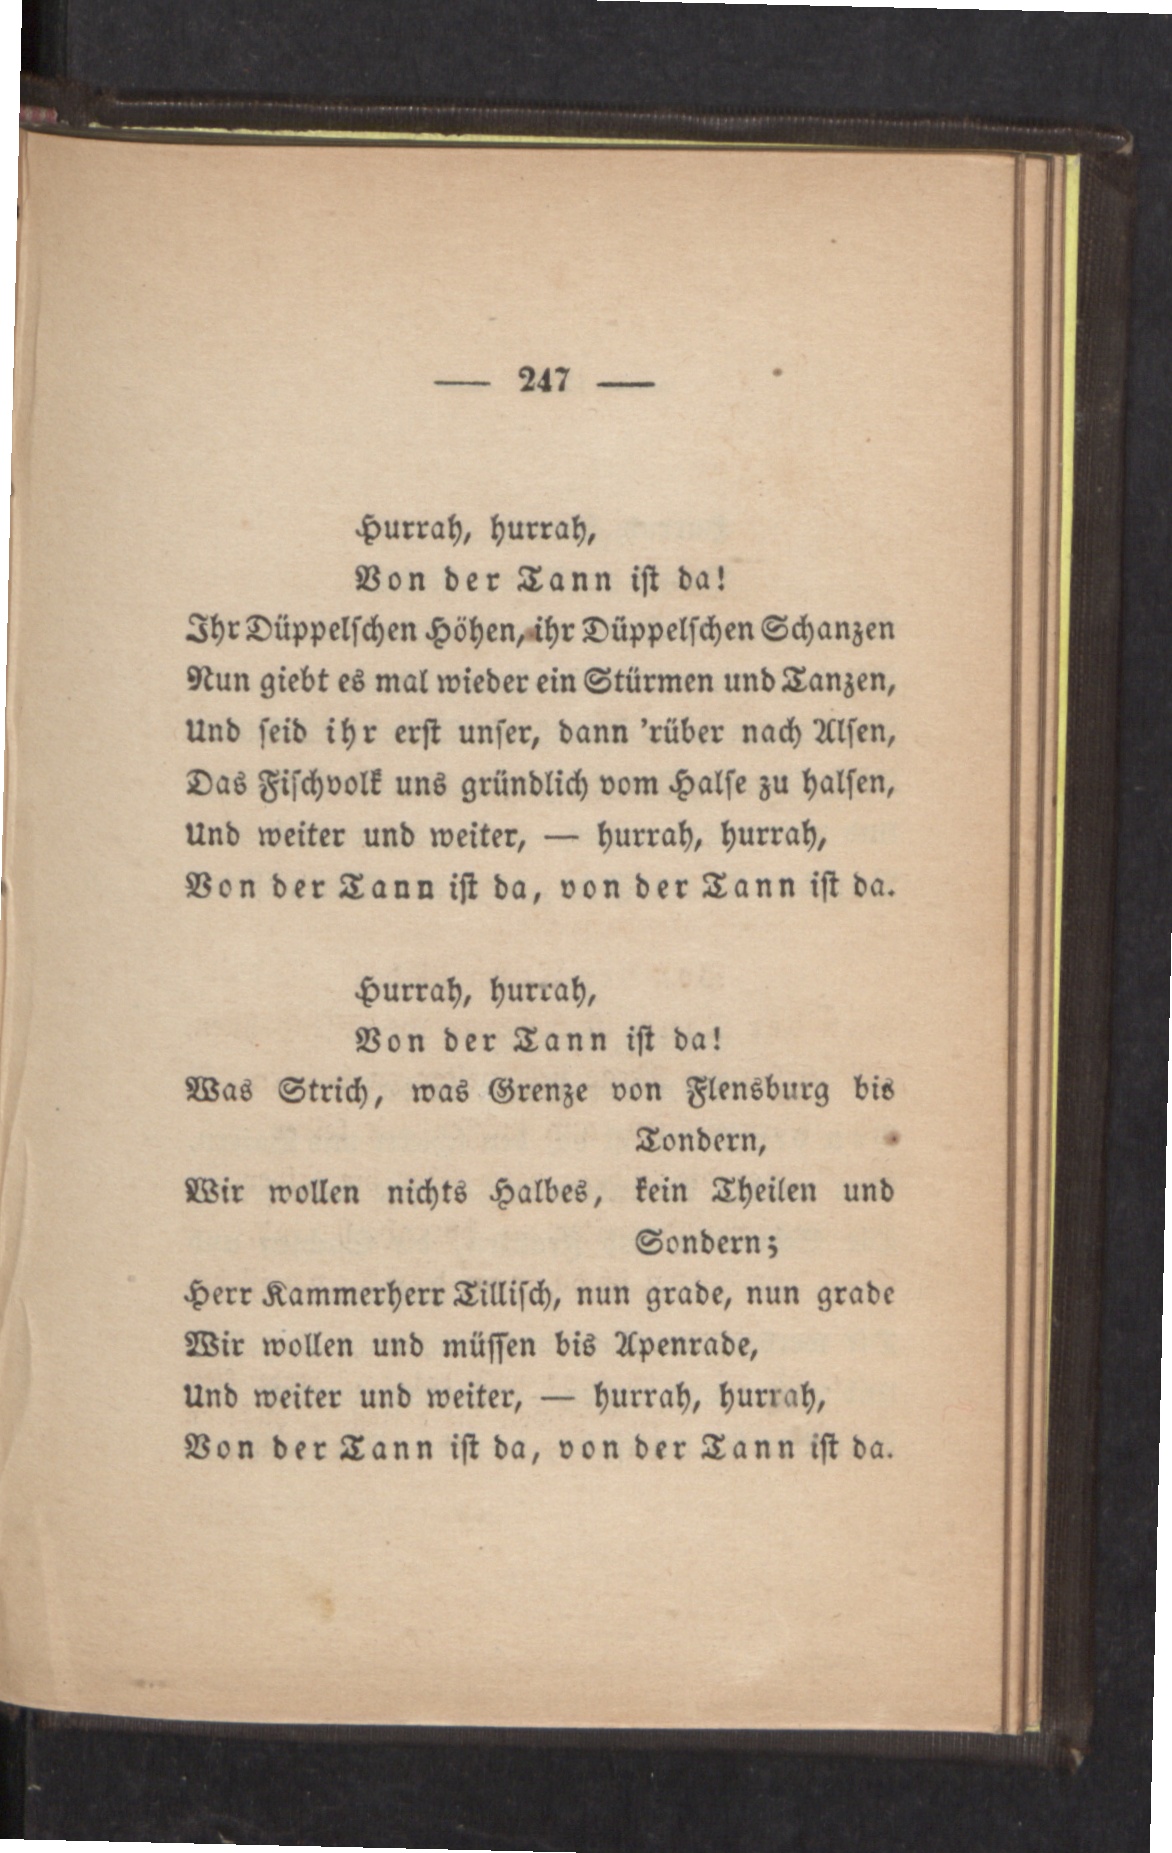 — 247 —
Hurrah, hurrah,
Von der Tann ist da!
Ihr Düppelschen Höhen, ihr Düppelschen Schanzen
Nun giebt es mal wieder ein Stürmen und Tanzen,
Und seid ihr erst unser, dann 'rüber nach Alsen,
Das Fischvolk uns gründlich vom Halse zu halsen,
Und weiter und weiter, — hurrah, hurrah,
Von der Tann ist da, von der Tann ist da.
Hurrah, hurrah,
Von der Tann ist da!
Was Strich, was Grenze von Flensburg bis
Tondern,
Wir wollen nichts Halbes, kein Theilen und
Sondern;
Herr Kammerherr Tillisch, nun grade, nun grade
Wir wollen und müssen bis Apenrade,
Und weiter und weiter, — hurrah, hurrah,
Von der Tann ist da, von der Tann ist da.